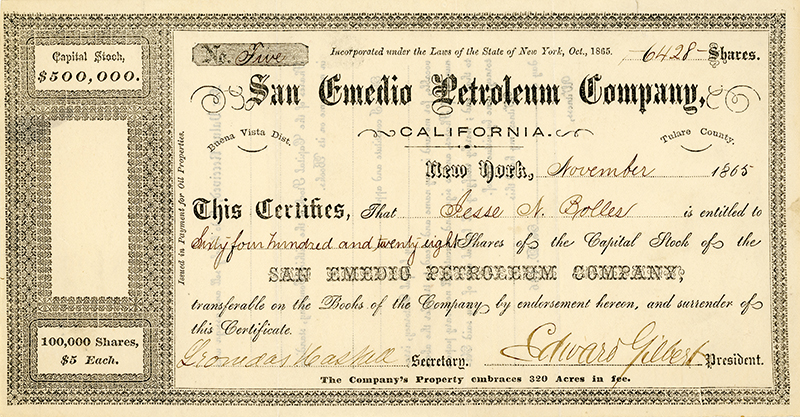 Capital Stock,
$500,000.
100,000 Shares,
$5 Each.
Issued in Payment for Oil Properties.
No. Five
Incorporated under the Laws of the State of New York, Oct., 1865.
6428 Shares.
San Emedio Petroleum Company,
Buena Vista Dist.
CALIFORNIA.
Tulare County.
New York, November 1865
This Certifies, That Jesse N. Bolles is entitled to
Sixty four hundred and twenty eight Shares of the Capital Stock of the
SAN EMEDIO PETROLEUM COMPANY,
transferable on the Books of the Company by endorsement hereon, and surrender of
this Certificate.
Leonidas Haskell Secretary. Edward Gilbert President.
The Company's Property embraces 320 Acres in fee.